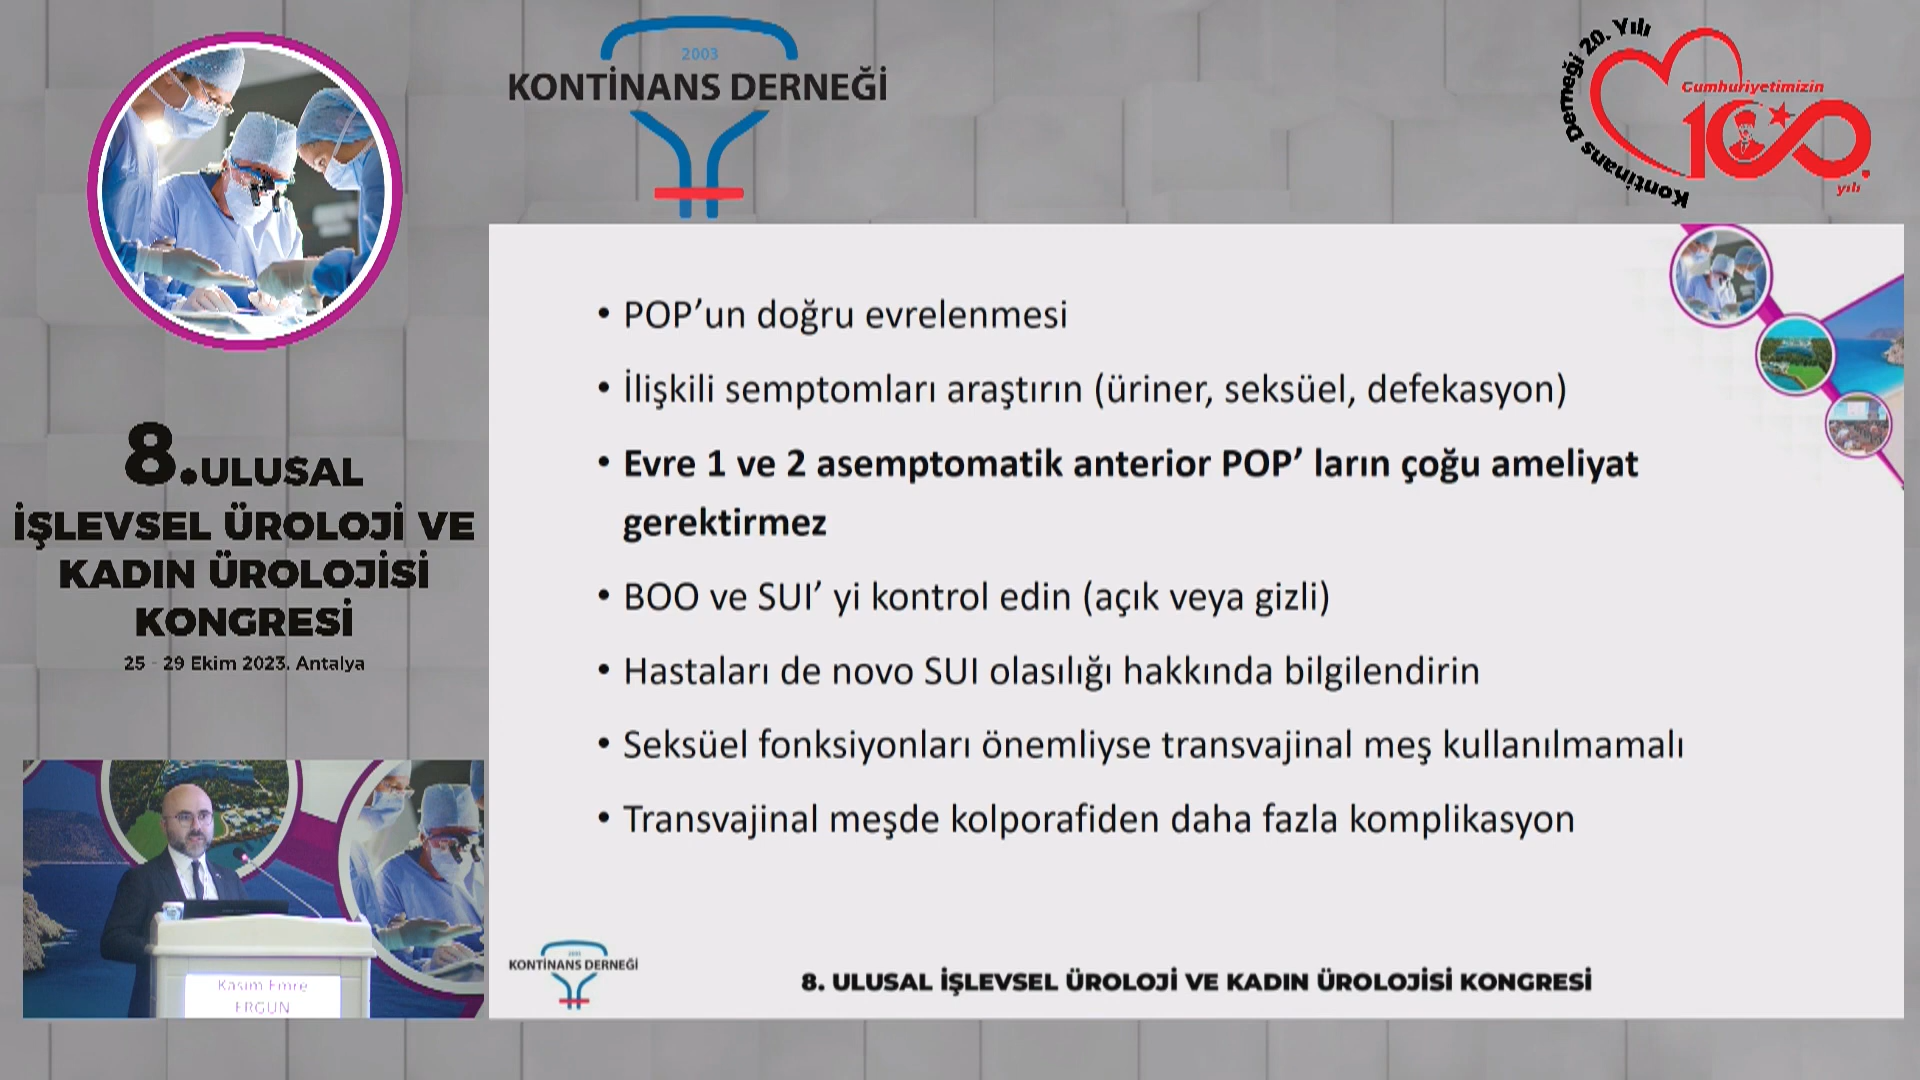 2003
KONTİNANS DERNEĞİ
Kontinans Derneği 20. Yılı
Cumhuriyetimizin
100.
yılı
8.ULUSAL
İŞLEVSEL ÜROLOJİ VE
KADIN ÜROLOJİSİ
KONGRESİ
25 - 29 Ekim 2023. Antalya
• POP’un doğru evrelenmesi
• İlişkili semptomları araştırın (üriner, seksüel, defekasyon)
• Evre 1 ve 2 asemptomatik anterior POP’ ların çoğu ameliyat
gerektirmez
• BOO ve SUI’ yi kontrol edin (açık veya gizli)
• Hastaları de novo SUI olasılığı hakkında bilgilendirin
• Seksüel fonksiyonları önemliyse transvajinal meş kullanılmamalı
• Transvajinal meşde kolporafiden daha fazla komplikasyon
Kasım Emre
ERGÜN
2003
KONTİNANS DERNEĞİ
8. ULUSAL İŞLEVSEL ÜROLOJİ VE KADIN ÜROLOJİSİ KONGRESİ